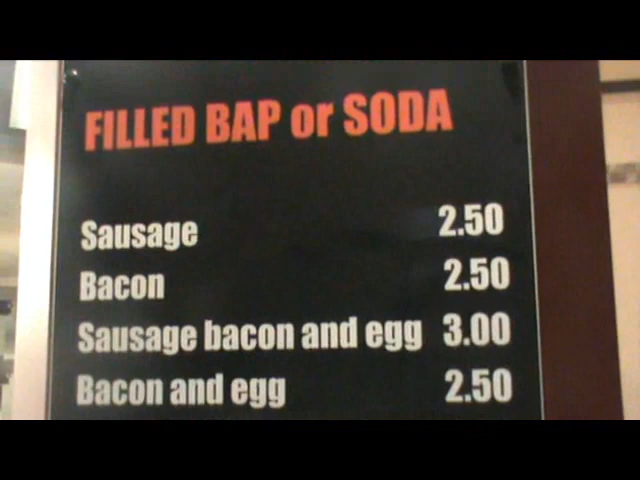 FILLED BAP or SODA
Sausage 2.50
Bacon 2.50
Sausage bacon and egg 3.00
Bacon and egg 2.50